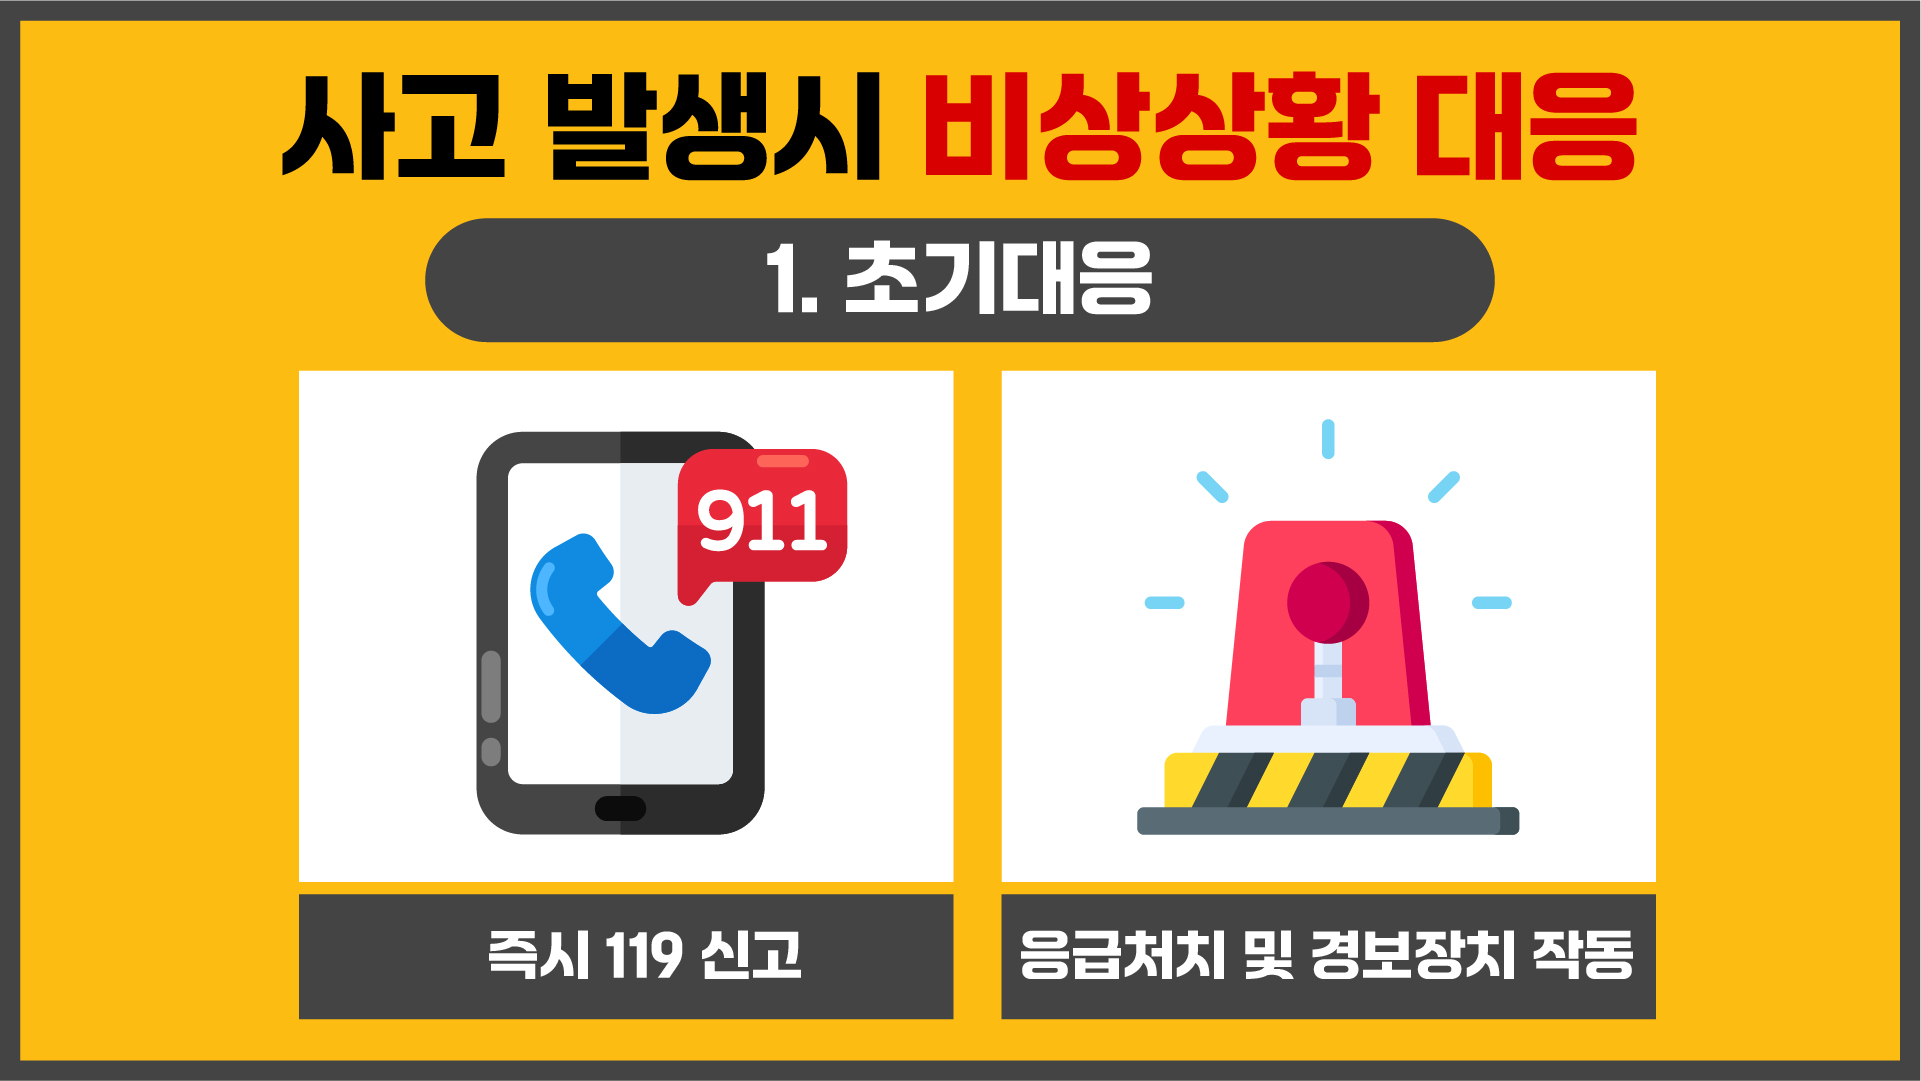 사고 발생시 비상상황 대응
1. 초기대응
911
즉시 119 신고
응급처치 및 경보장치 작동